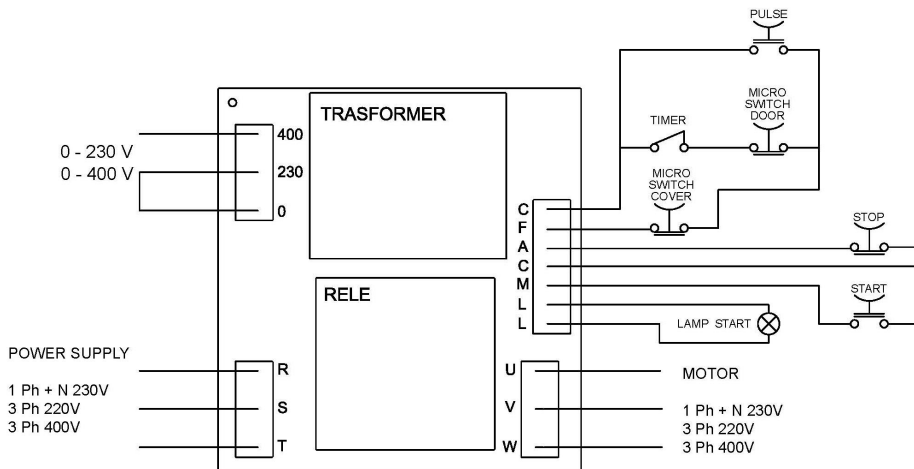 PULSE
TRASFORMER
MICRO
SWITCH
DOOR
TIMER
400
0 - 230 V
230
0 - 400 V
0
MICRO
SWITCH
COVER
C
F
A
C
M
L
L
STOP
START
LAMP START
RELE
POWER SUPPLY
1 Ph + N 230V
3 Ph 220V
3 Ph 400V
R
S
T
U
V
W
MOTOR
1 Ph + N 230V
3 Ph 220V
3 Ph 400V